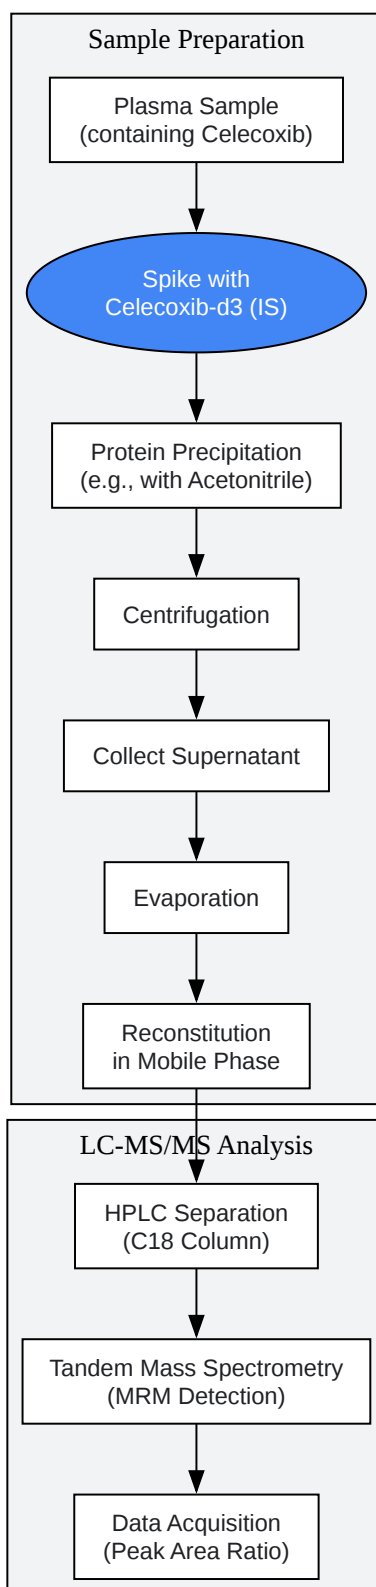 Sample Preparation
Plasma Sample
(containing Celecoxib)
Spike with
Celecoxib-d3 (IS)
Protein Precipitation
(e.g., with Acetonitrile)
Centrifugation
Collect Supernatant
Evaporation
Reconstitution
in Mobile Phase
LC-MS/MS Analysis
HPLC Separation
(C18 Column)
Tandem Mass Spectrometry
(MRM Detection)
Data Acquisition
(Peak Area Ratio)